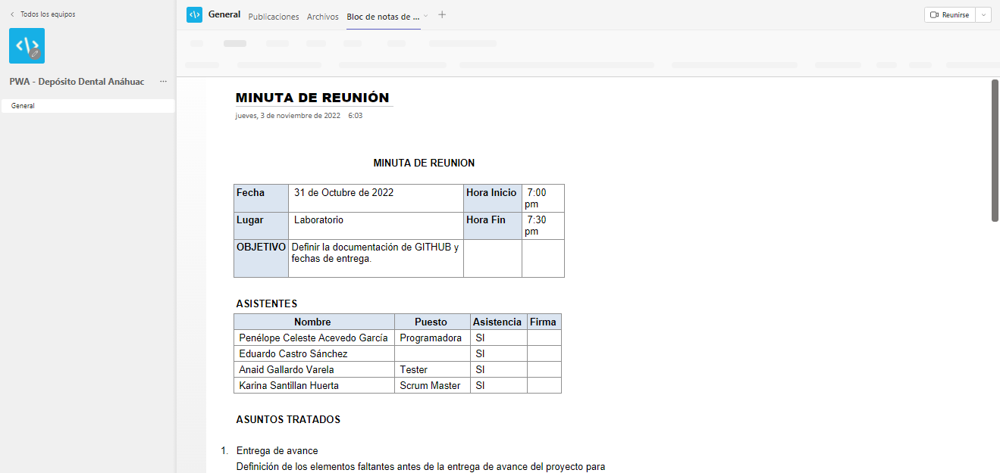 Todos los equipos
PWA - Depósito Dental Anáhuac ...
General
General Publicaciones Archivos Bloc de notas de ... +
Reunirse
MINUTA DE REUNIÓN
jueves, 3 de noviembre de 2022 6:03
MINUTA DE REUNION
Fecha 31 de Octubre de 2022 Hora Inicio 7:00
pm
Lugar Laboratorio Hora Fin 7:30
pm
OBJETIVO Definir la documentación de GITHUB y
fechas de entrega.
ASISTENTES
Nombre Puesto Asistencia Firma
Penélope Celeste Acevedo García Programadora SI
Eduardo Castro Sánchez SI
Anaid Gallardo Varela Tester SI
Karina Santillan Huerta Scrum Master SI
ASUNTOS TRATADOS
1. Entrega de avance
Definición de los elementos faltantes antes de la entrega de avance del proyecto para